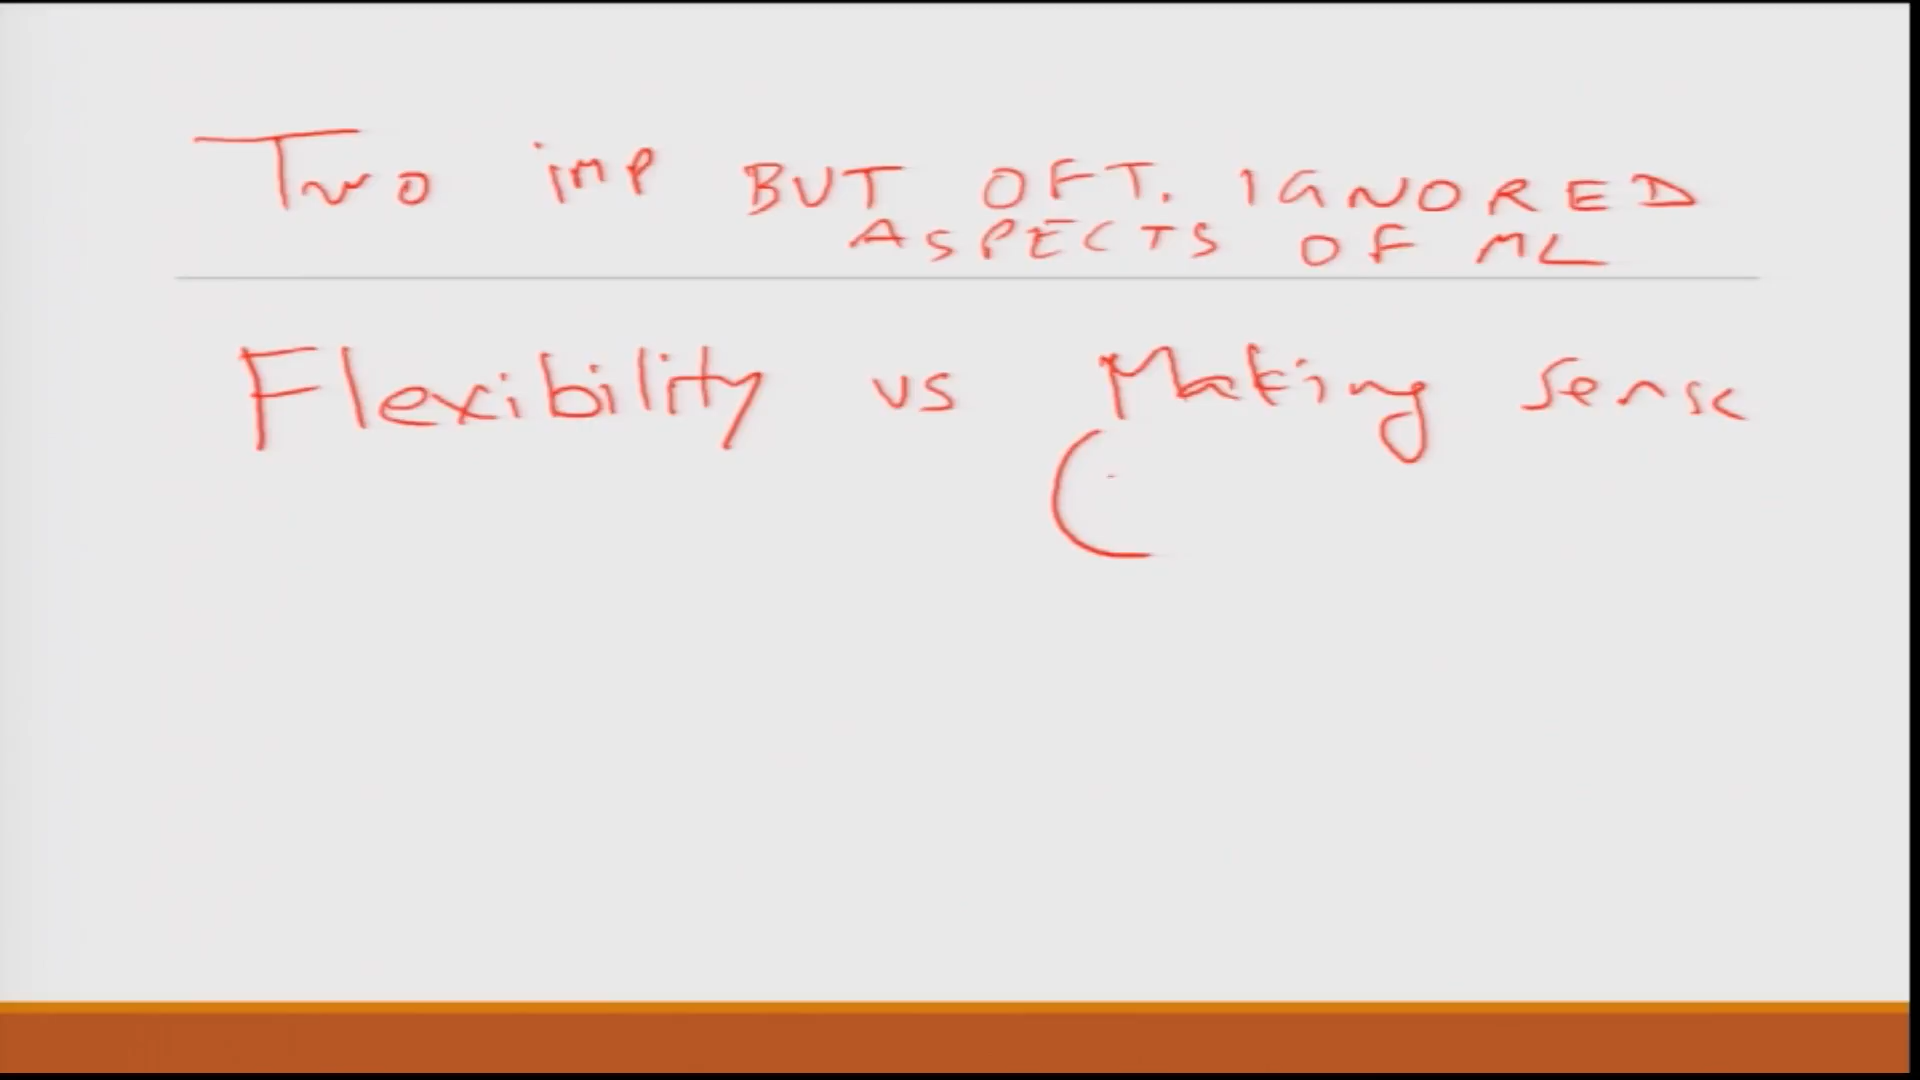 Two imp BUT OFT. IGNORED
ASPECTS OF ML
Flexibility vs Making sense
(